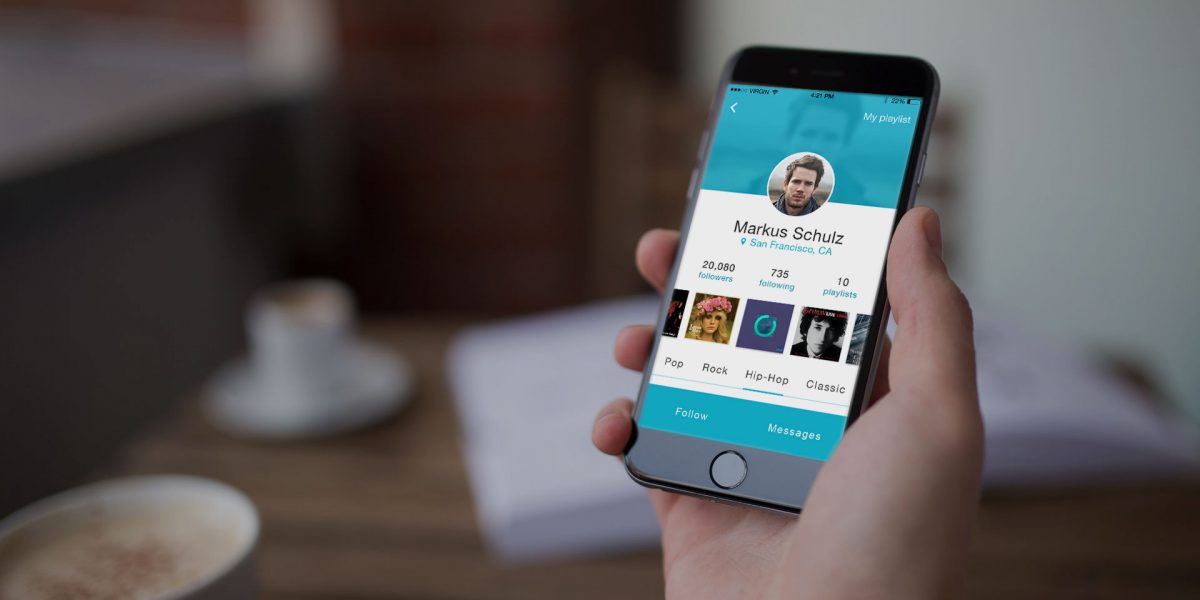 VIRGIN 4:21 PM 22%
My playlist
Markus Schulz
San Francisco, CA
20,080 735 10
followers following playlists
Pop Rock Hip-Hop Classic
Follow Messages